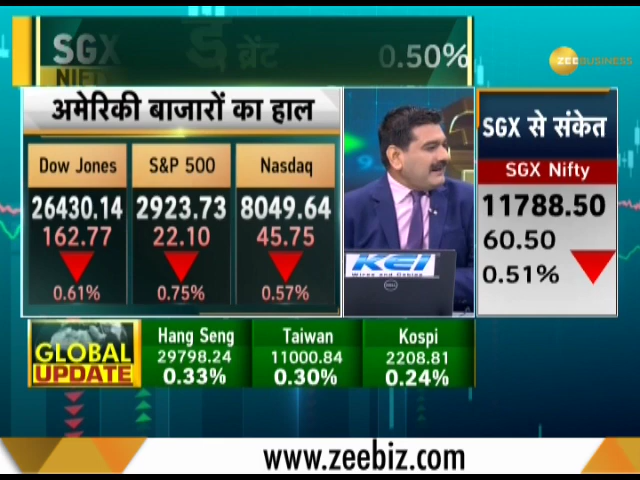 SGX
NIFTY
ब्रेंट
0.50%
ZEE BUSINESS
अमेरिकी बाजारों का हाल
Dow Jones
26430.14
162.77
0.61%
S&P 500
2923.73
22.10
0.75%
Nasdaq
8049.64
45.75
0.57%
KEI
Wires and Cables
DELL
SGX से संकेत
SGX Nifty
11788.50
60.50
0.51%
GLOBAL
UPDATE
Hang Seng
29798.24
0.33%
Taiwan
11000.84
0.30%
Kospi
2208.81
0.24%
www.zeebiz.com